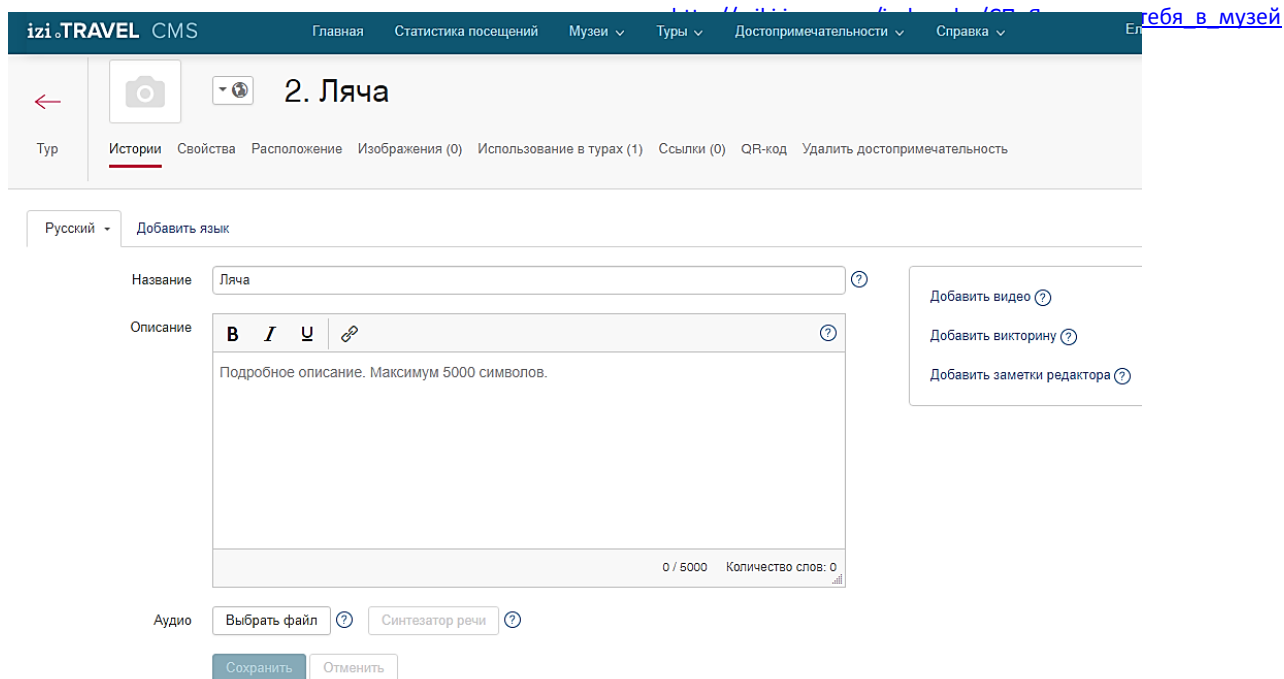 тебя_в_музей
izi.TRAVEL CMS Главная Статистика посещений Музеи Туры Достопримечательности Справка
2. Ляча
Тур Истории Свойства Расположение Изображения (0) Использование в турах (1) Ссылки (0) QR-код Удалить достопримечательность
Русский Добавить язык
Название Ляча ?
Добавить видео ?
Описание B I U ?
Добавить викторину ?
Подробное описание. Максимум 5000 символов.
Добавить заметки редактора ?
0 / 5000 Количество слов: 0
Аудио Выбрать файл ? Синтезатор речи ?
Сохранить Отменить